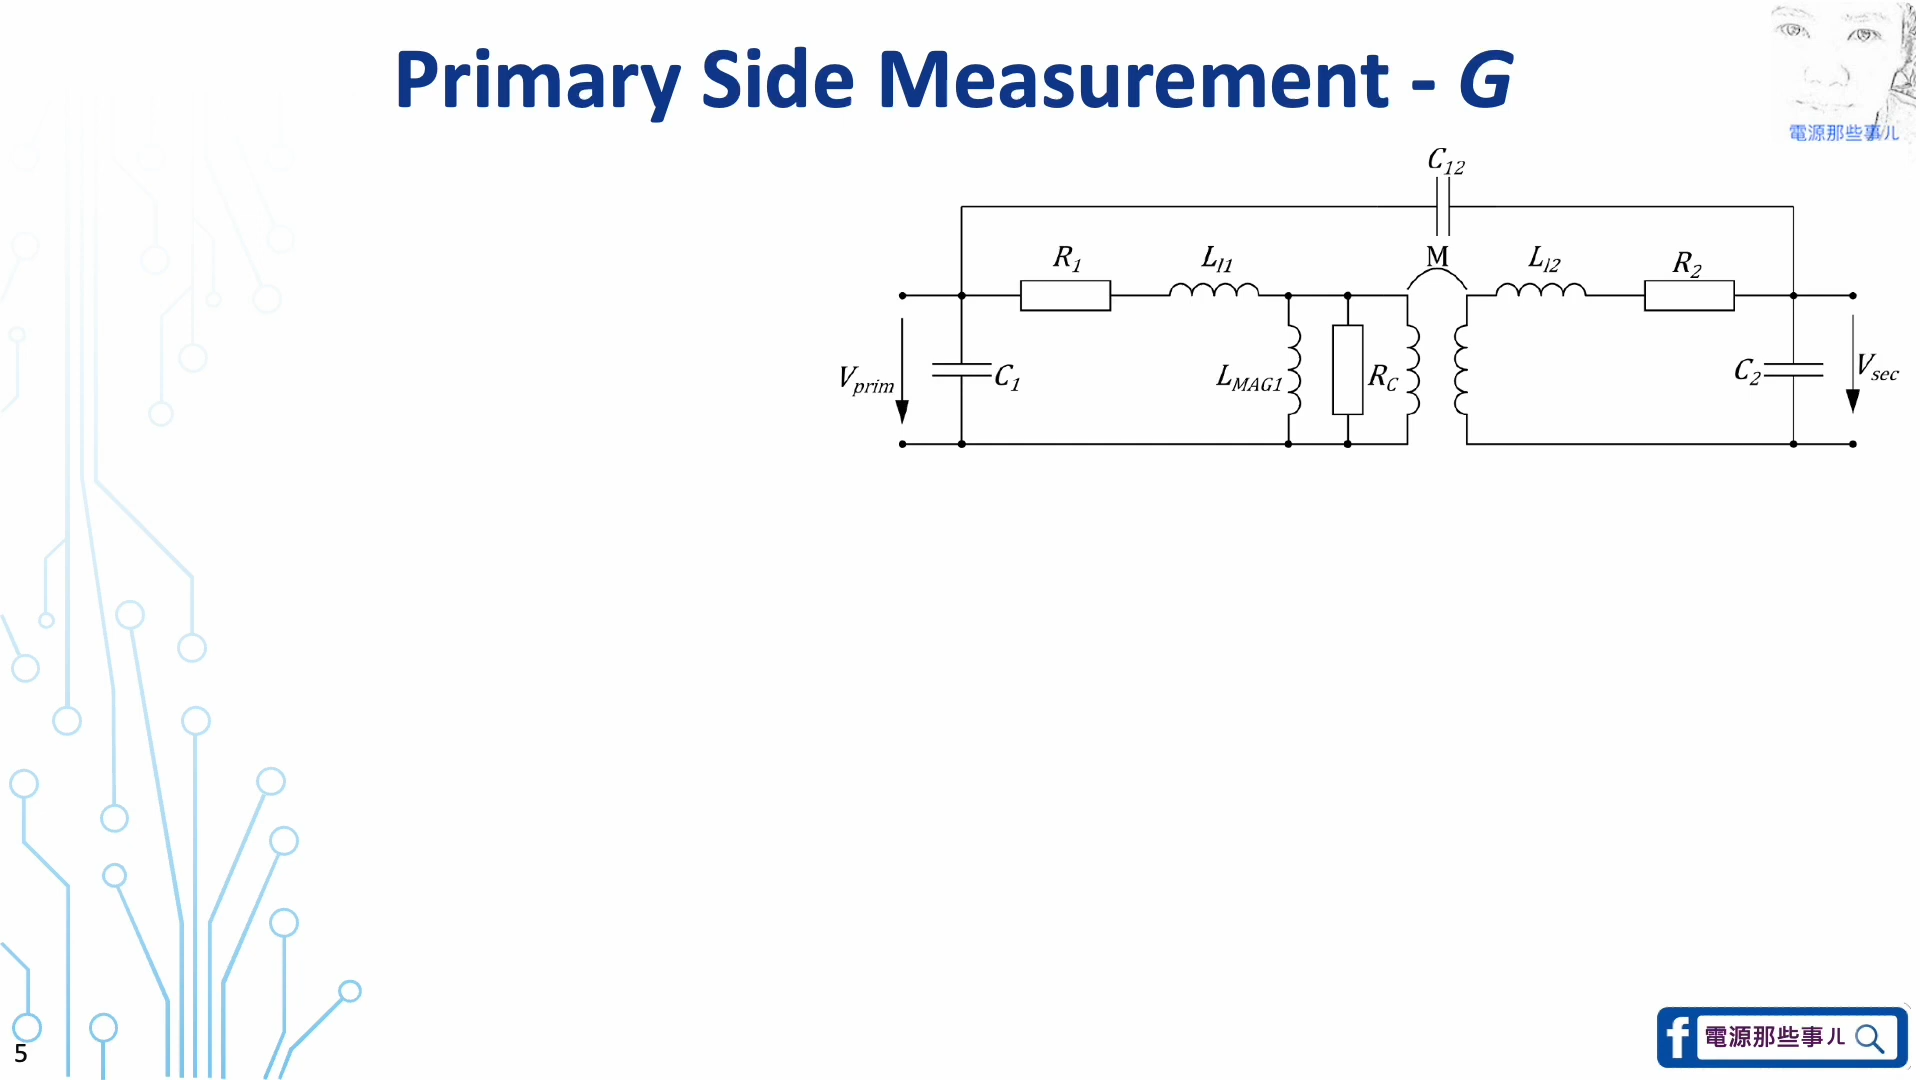 Primary Side Measurement - G
電源那些事儿
C12
R1
Ll1
M
Ll2
R2
Vprim
C1
LMAG1
RC
C2
Vsec
5
f 電源那些事儿